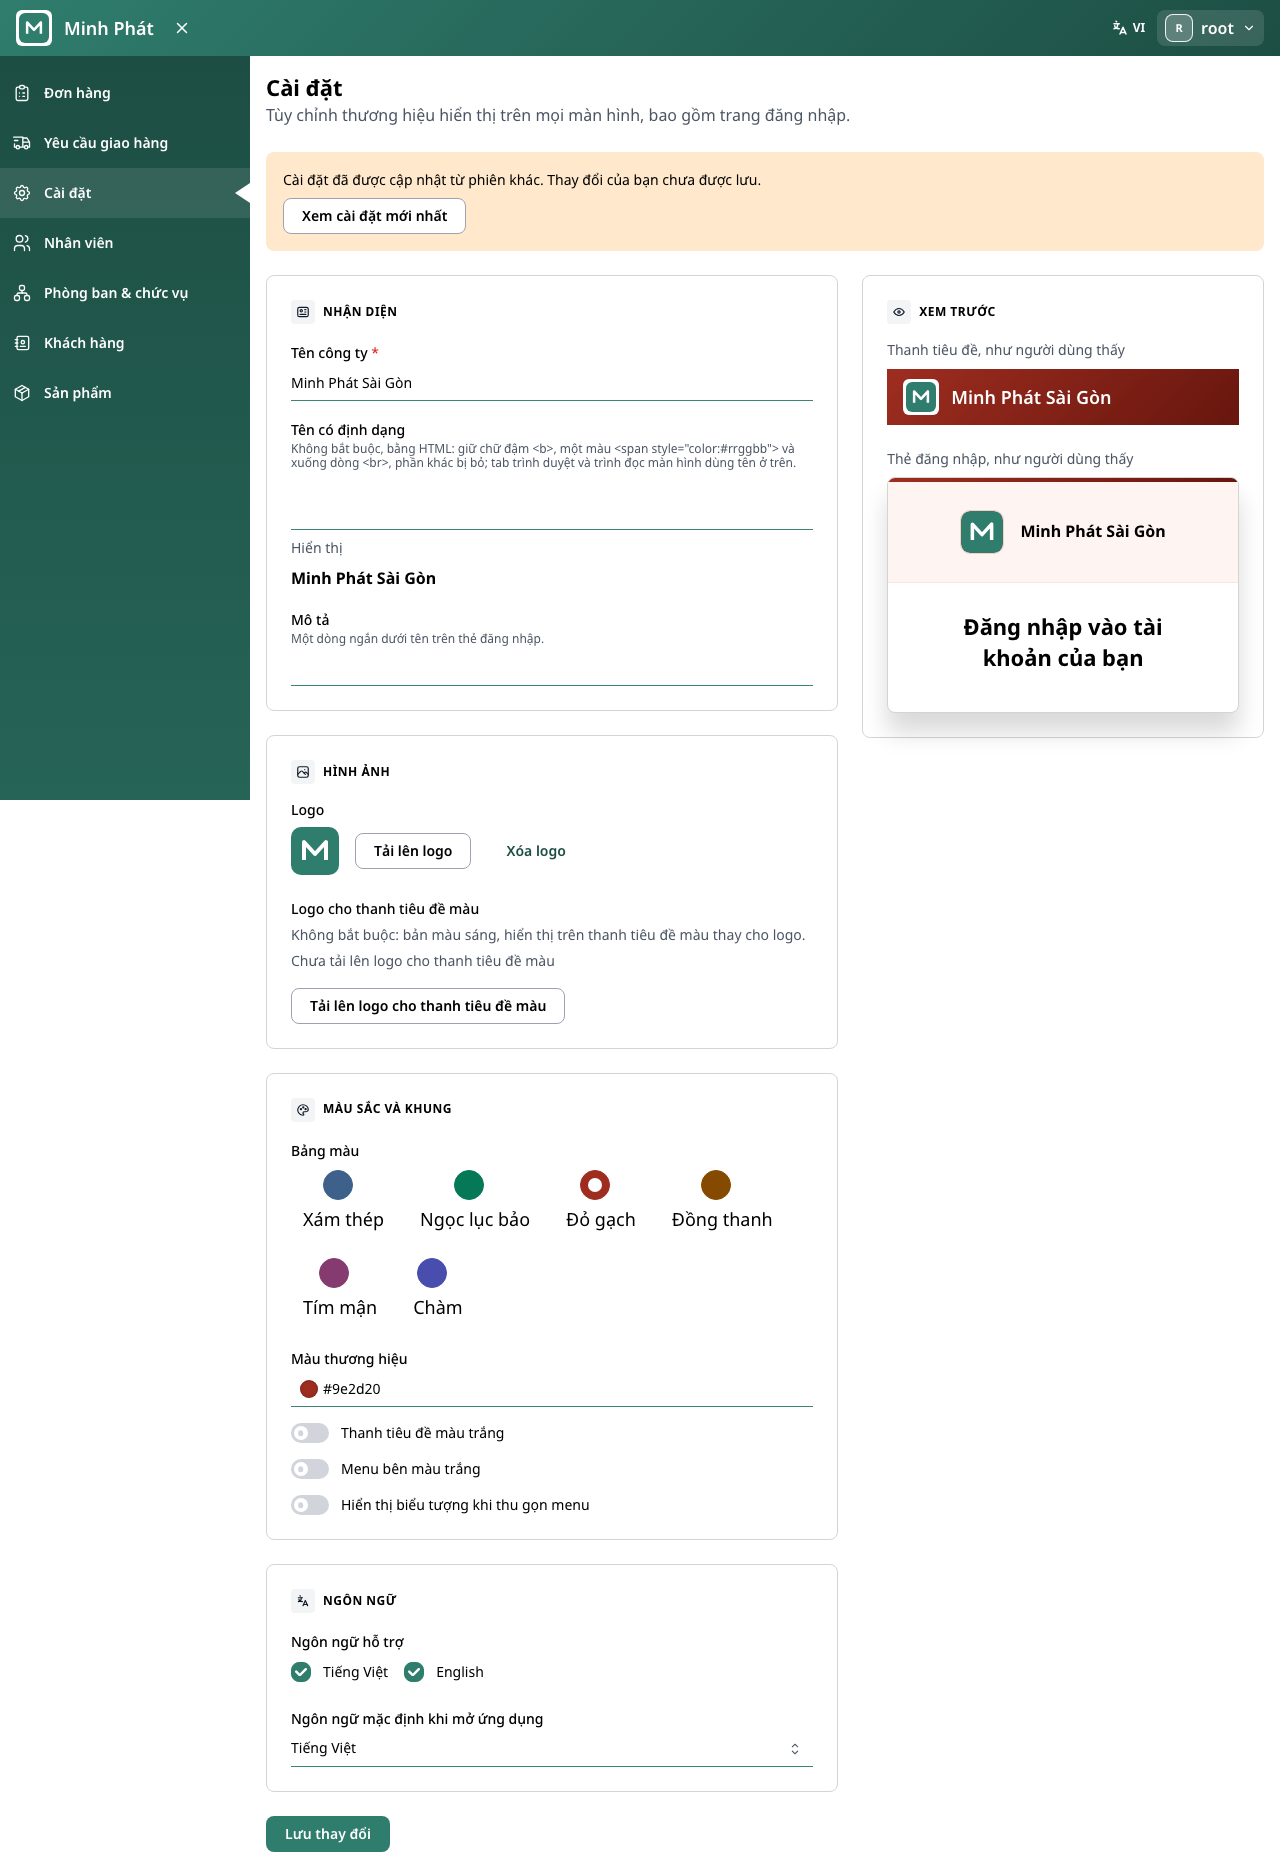 Minh Phát
VI
R
root
Đơn hàng
Yêu cầu giao hàng
Cài đặt
Nhân viên
Phòng ban & chức vụ
Khách hàng
Sản phẩm
Cài đặt
Tùy chỉnh thương hiệu hiển thị trên mọi màn hình, bao gồm trang đăng nhập.
Cài đặt đã được cập nhật từ phiên khác. Thay đổi của bạn chưa được lưu.
Xem cài đặt mới nhất
NHẬN DIỆN
Tên công ty *
Minh Phát Sài Gòn
Tên có định dạng
Không bắt buộc, bằng HTML: giữ chữ đậm <b>, một màu <span style="color:#rrggbb"> và
xuống dòng <br>, phần khác bị bỏ; tab trình duyệt và trình đọc màn hình dùng tên ở trên.
Hiển thị
Minh Phát Sài Gòn
Mô tả
Một dòng ngắn dưới tên trên thẻ đăng nhập.
XEM TRƯỚC
Thanh tiêu đề, như người dùng thấy
Minh Phát Sài Gòn
Thẻ đăng nhập, như người dùng thấy
Minh Phát Sài Gòn
Đăng nhập vào tài
khoản của bạn
HÌNH ẢNH
Logo
Tải lên logo
Xóa logo
Logo cho thanh tiêu đề màu
Không bắt buộc: bản màu sáng, hiển thị trên thanh tiêu đề màu thay cho logo.
Chưa tải lên logo cho thanh tiêu đề màu
Tải lên logo cho thanh tiêu đề màu
MÀU SẮC VÀ KHUNG
Bảng màu
Xám thép
Ngọc lục bảo
Đỏ gạch
Đồng thanh
Tím mận
Chàm
Màu thương hiệu
#9e2d20
Thanh tiêu đề màu trắng
Menu bên màu trắng
Hiển thị biểu tượng khi thu gọn menu
NGÔN NGỮ
Ngôn ngữ hỗ trợ
Tiếng Việt
English
Ngôn ngữ mặc định khi mở ứng dụng
Tiếng Việt
Lưu thay đổi